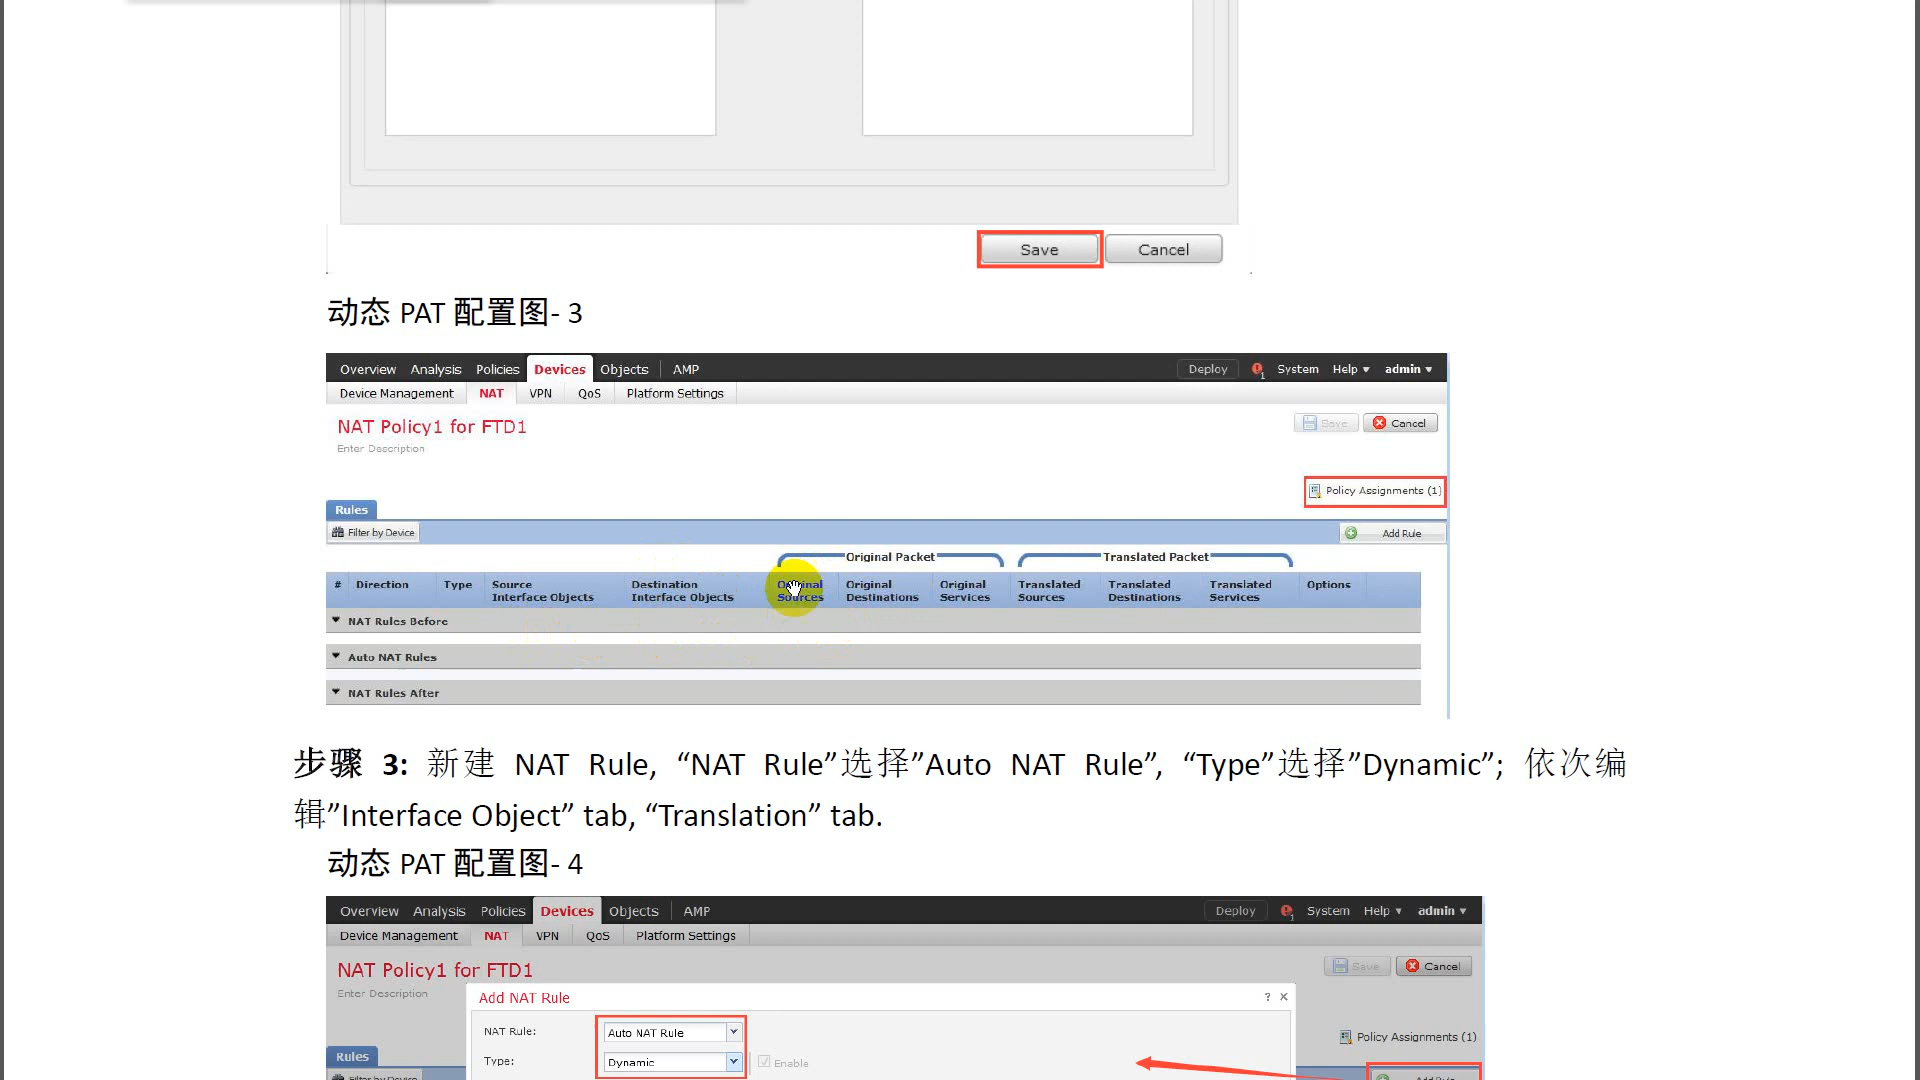 Save Cancel
动态 PAT 配置图- 3
Overview Analysis Policies Devices Objects AMP Deploy 1 System Help admin
Device Management NAT VPN QoS Platform Settings
NAT Policy1 for FTD1 Save Cancel
Enter Description
Policy Assignments (1)
Rules
Filter by Device Add Rule
Original Packet Translated Packet
# Direction Type Source Interface Objects Destination Interface Objects Original Sources Original Destinations Original Services Translated Sources Translated Destinations Translated Services Options
NAT Rules Before
Auto NAT Rules
NAT Rules After
步骤 3: 新建 NAT Rule, “NAT Rule”选择”Auto NAT Rule”, “Type”选择”Dynamic”; 依次编
辑”Interface Object” tab, “Translation” tab.
动态 PAT 配置图- 4
Overview Analysis Policies Devices Objects AMP Deploy 1 System Help admin
Device Management NAT VPN QoS Platform Settings
NAT Policy1 for FTD1 Save Cancel
Enter Description
Add NAT Rule ? ×
NAT Rule: Auto NAT Rule
Policy Assignments (1)
Rules
Type: Dynamic Enable
Filter by Device Add Rule